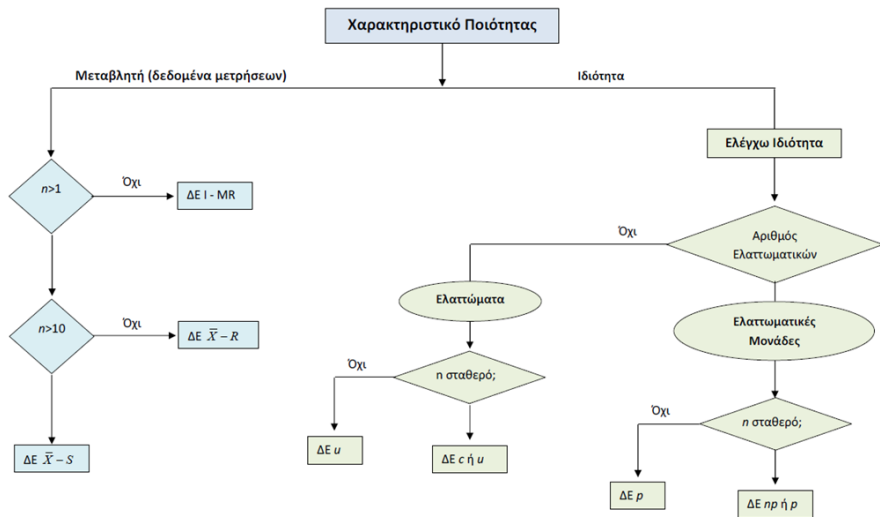 Χαρακτηριστικό Ποιότητας
Μεταβλητή (δεδομένα μετρήσεων)
Ιδιότητα
Ελέγχω Ιδιότητα
n>1
Όχι
ΔΕ I - MR
Όχι
Αριθμός
Ελαττωματικών
Ελαττώματα
n>10
Όχι
ΔΕ X̅ – R
Ελαττωματικές
Μονάδες
Όχι
n σταθερό;
Όχι
n σταθερό;
ΔΕ u
ΔΕ c ή u
ΔΕ X̅ – S
ΔΕ p
ΔΕ np ή p